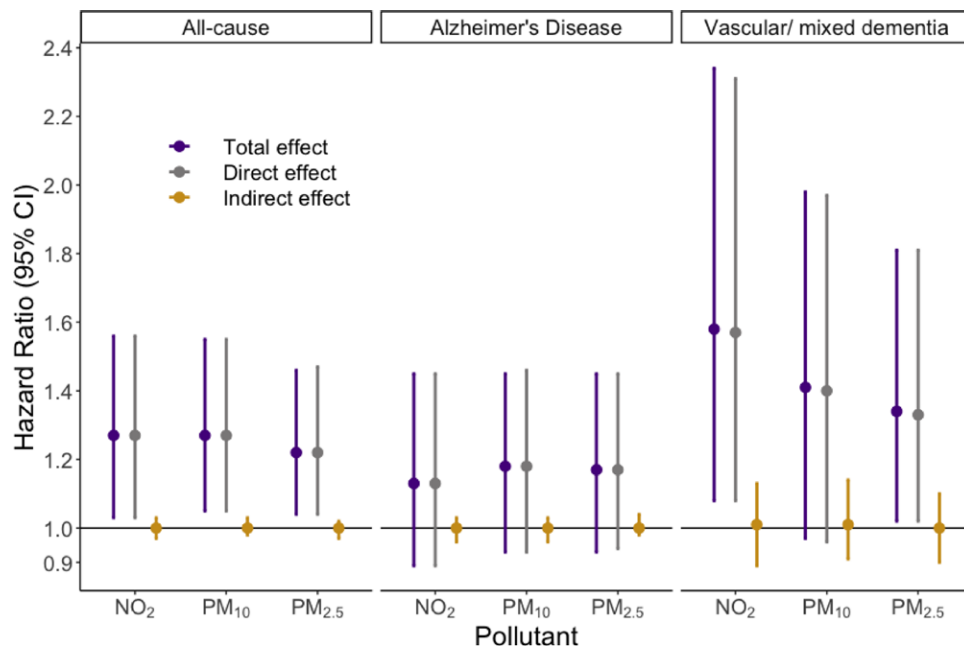 All-cause
Alzheimer's Disease
Vascular/ mixed dementia
Hazard Ratio (95% CI)
2.4
2.2
2.0
1.8
1.6
1.4
1.2
1.0
0.9
Total effect
Direct effect
Indirect effect
NO₂ PM₁₀ PM₂.₅
NO₂ PM₁₀ PM₂.₅
NO₂ PM₁₀ PM₂.₅
Pollutant